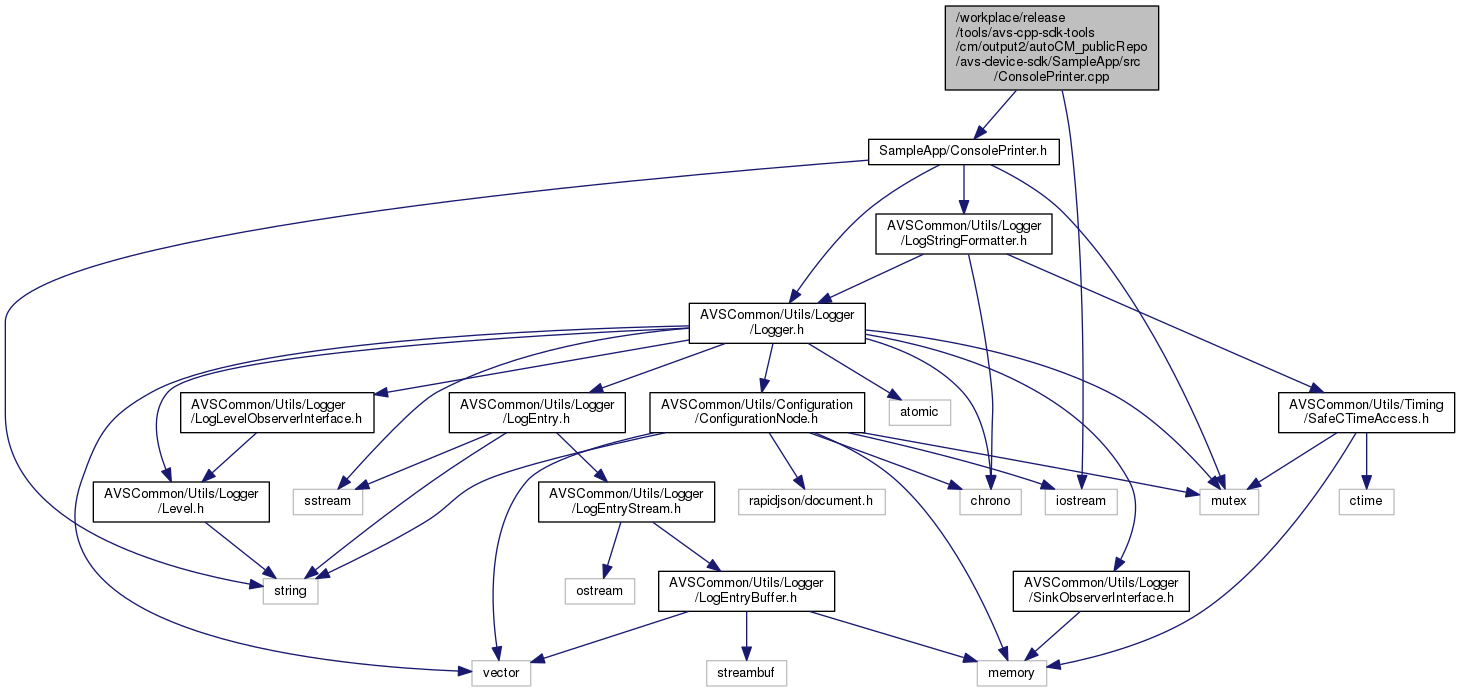 /workplace/release
/tools/avs-cpp-sdk-tools
/cm/output2/autoCM_publicRepo
/avs-device-sdk/SampleApp/src
/ConsolePrinter.cpp
SampleApp/ConsolePrinter.h
AVSCommon/Utils/Logger
/LogStringFormatter.h
AVSCommon/Utils/Logger
/Logger.h
AVSCommon/Utils/Logger
/LogLevelObserverInterface.h
AVSCommon/Utils/Logger
/LogEntry.h
AVSCommon/Utils/Configuration
/ConfigurationNode.h
atomic
AVSCommon/Utils/Timing
/SafeCTimeAccess.h
AVSCommon/Utils/Logger
/Level.h
sstream
AVSCommon/Utils/Logger
/LogEntryStream.h
rapidjson/document.h
chrono
iostream
mutex
ctime
string
ostream
AVSCommon/Utils/Logger
/LogEntryBuffer.h
AVSCommon/Utils/Logger
/SinkObserverInterface.h
vector
streambuf
memory